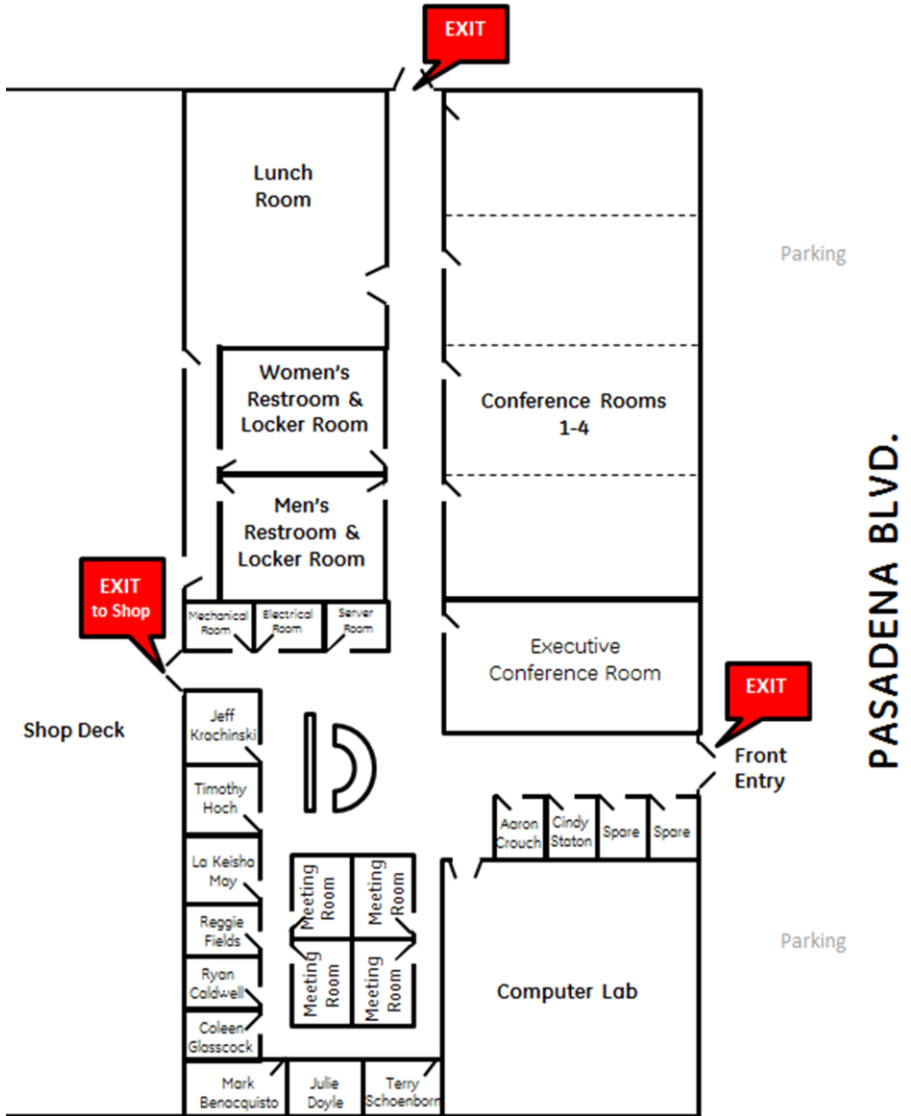 EXIT
Lunch
Room
Parking
Women's
Restroom &
Locker Room
Conference Rooms
1-4
PASADENA BLVD.
Men's
Restroom &
Locker Room
EXIT
to Shop
Mechanical
Room
Electrical
Room
Server
Room
Executive
Conference Room
EXIT
Front
Entry
Shop Deck
Jeff
Krachinski
Timothy
Hoch
La Keisha
May
Reggie
Fields
Ryan
Caldwell
Coleen
Glasscock
Mark
Benacquisto
Julie
Doyle
Terry
Schoenborn
Meeting
Room
Meeting
Room
Meeting
Room
Meeting
Room
Aaron
Crouch
Cindy
Staton
Spare
Spare
Computer Lab
Parking